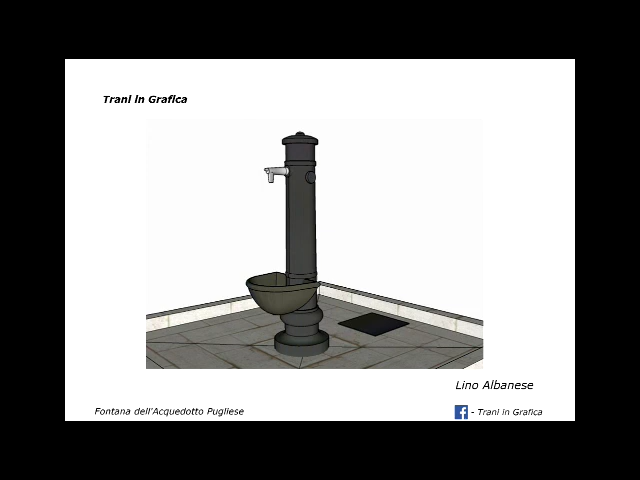 Trani in Grafica
Lino Albanese
Fontana dell'Acquedotto Pugliese
- Trani in Grafica